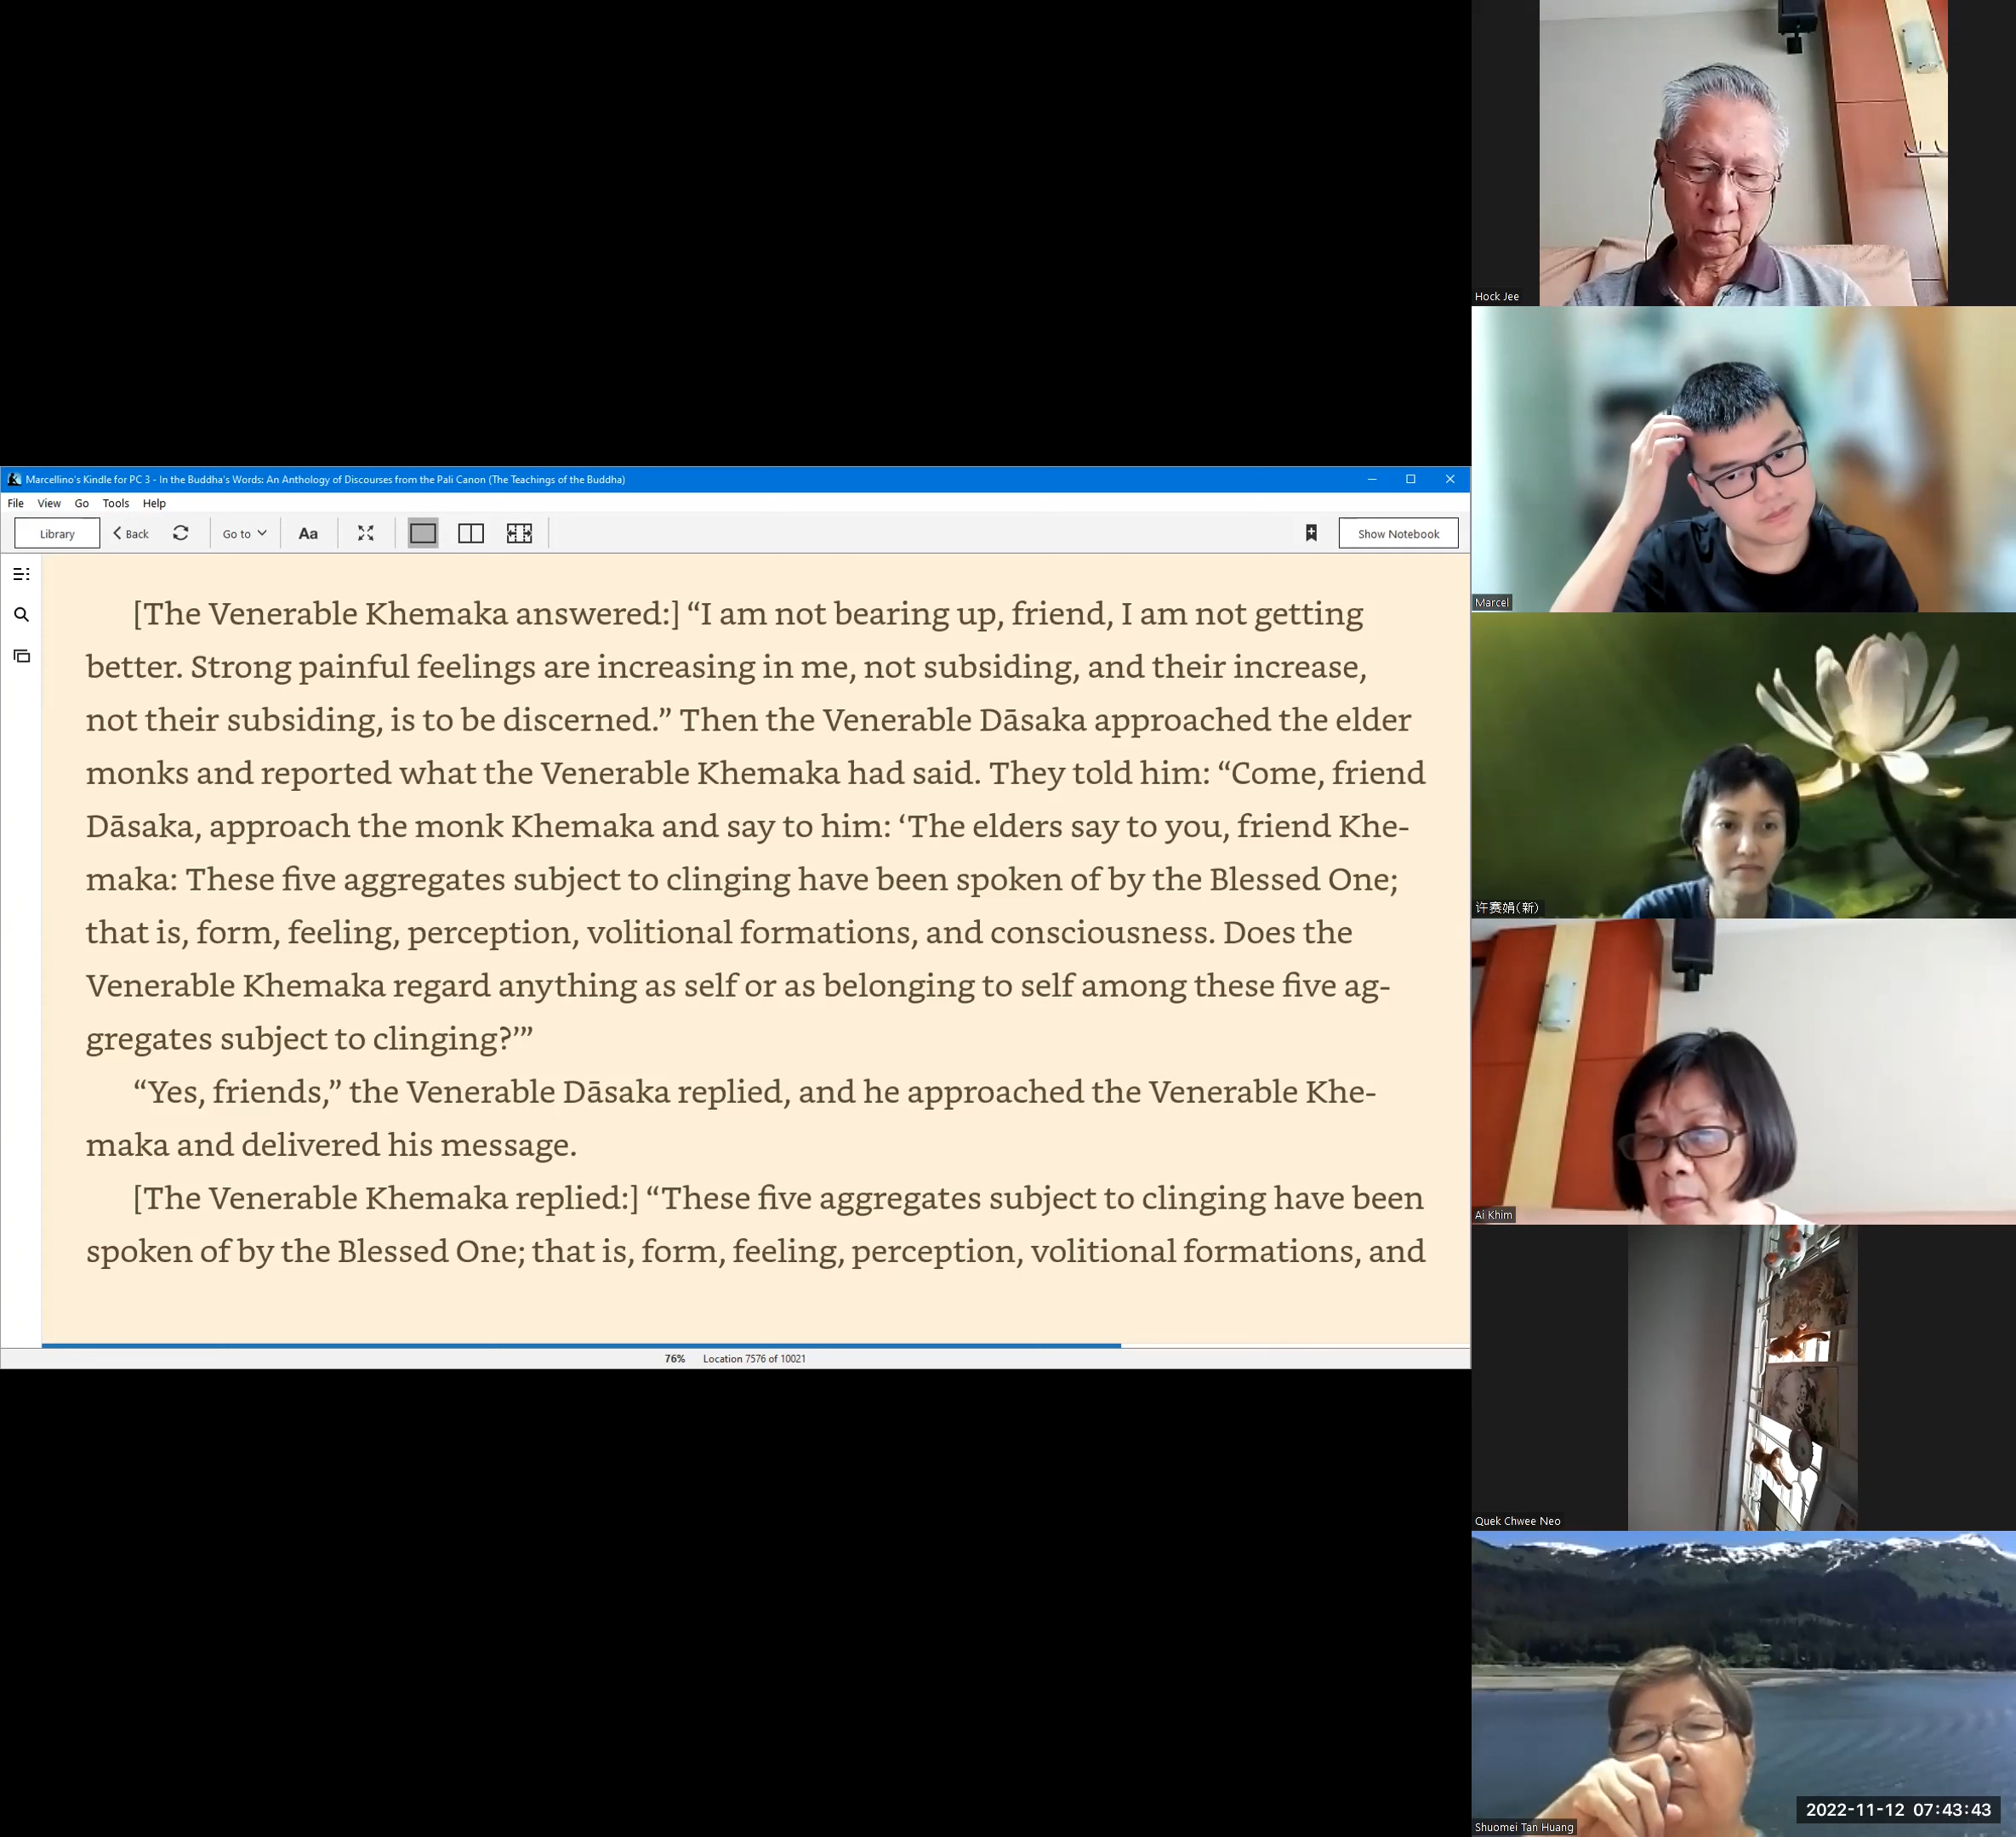 Marcellino's Kindle for PC 3 - In the Buddha's Words: An Anthology of Discourses from the Pali Canon (The Teachings of the Buddha)
File View Go Tools Help
Library Back Go to Aa Show Notebook
[The Venerable Khemaka answered:] “I am not bearing up, friend, I am not getting
better. Strong painful feelings are increasing in me, not subsiding, and their increase,
not their subsiding, is to be discerned.” Then the Venerable Dāsaka approached the elder
monks and reported what the Venerable Khemaka had said. They told him: “Come, friend
Dāsaka, approach the monk Khemaka and say to him: ‘The elders say to you, friend Khe-
maka: These five aggregates subject to clinging have been spoken of by the Blessed One;
that is, form, feeling, perception, volitional formations, and consciousness. Does the
Venerable Khemaka regard anything as self or as belonging to self among these five ag-
gregates subject to clinging?’”
“Yes, friends,” the Venerable Dāsaka replied, and he approached the Venerable Khe-
maka and delivered his message.
[The Venerable Khemaka replied:] “These five aggregates subject to clinging have been
spoken of by the Blessed One; that is, form, feeling, perception, volitional formations, and
76% Location 7576 of 10021
Hock Jee
Marcel
许赛娟(新)
Ai Khim
Quek Chwee Neo
Shuomei Tan Huang
2022-11-12 07:43:43